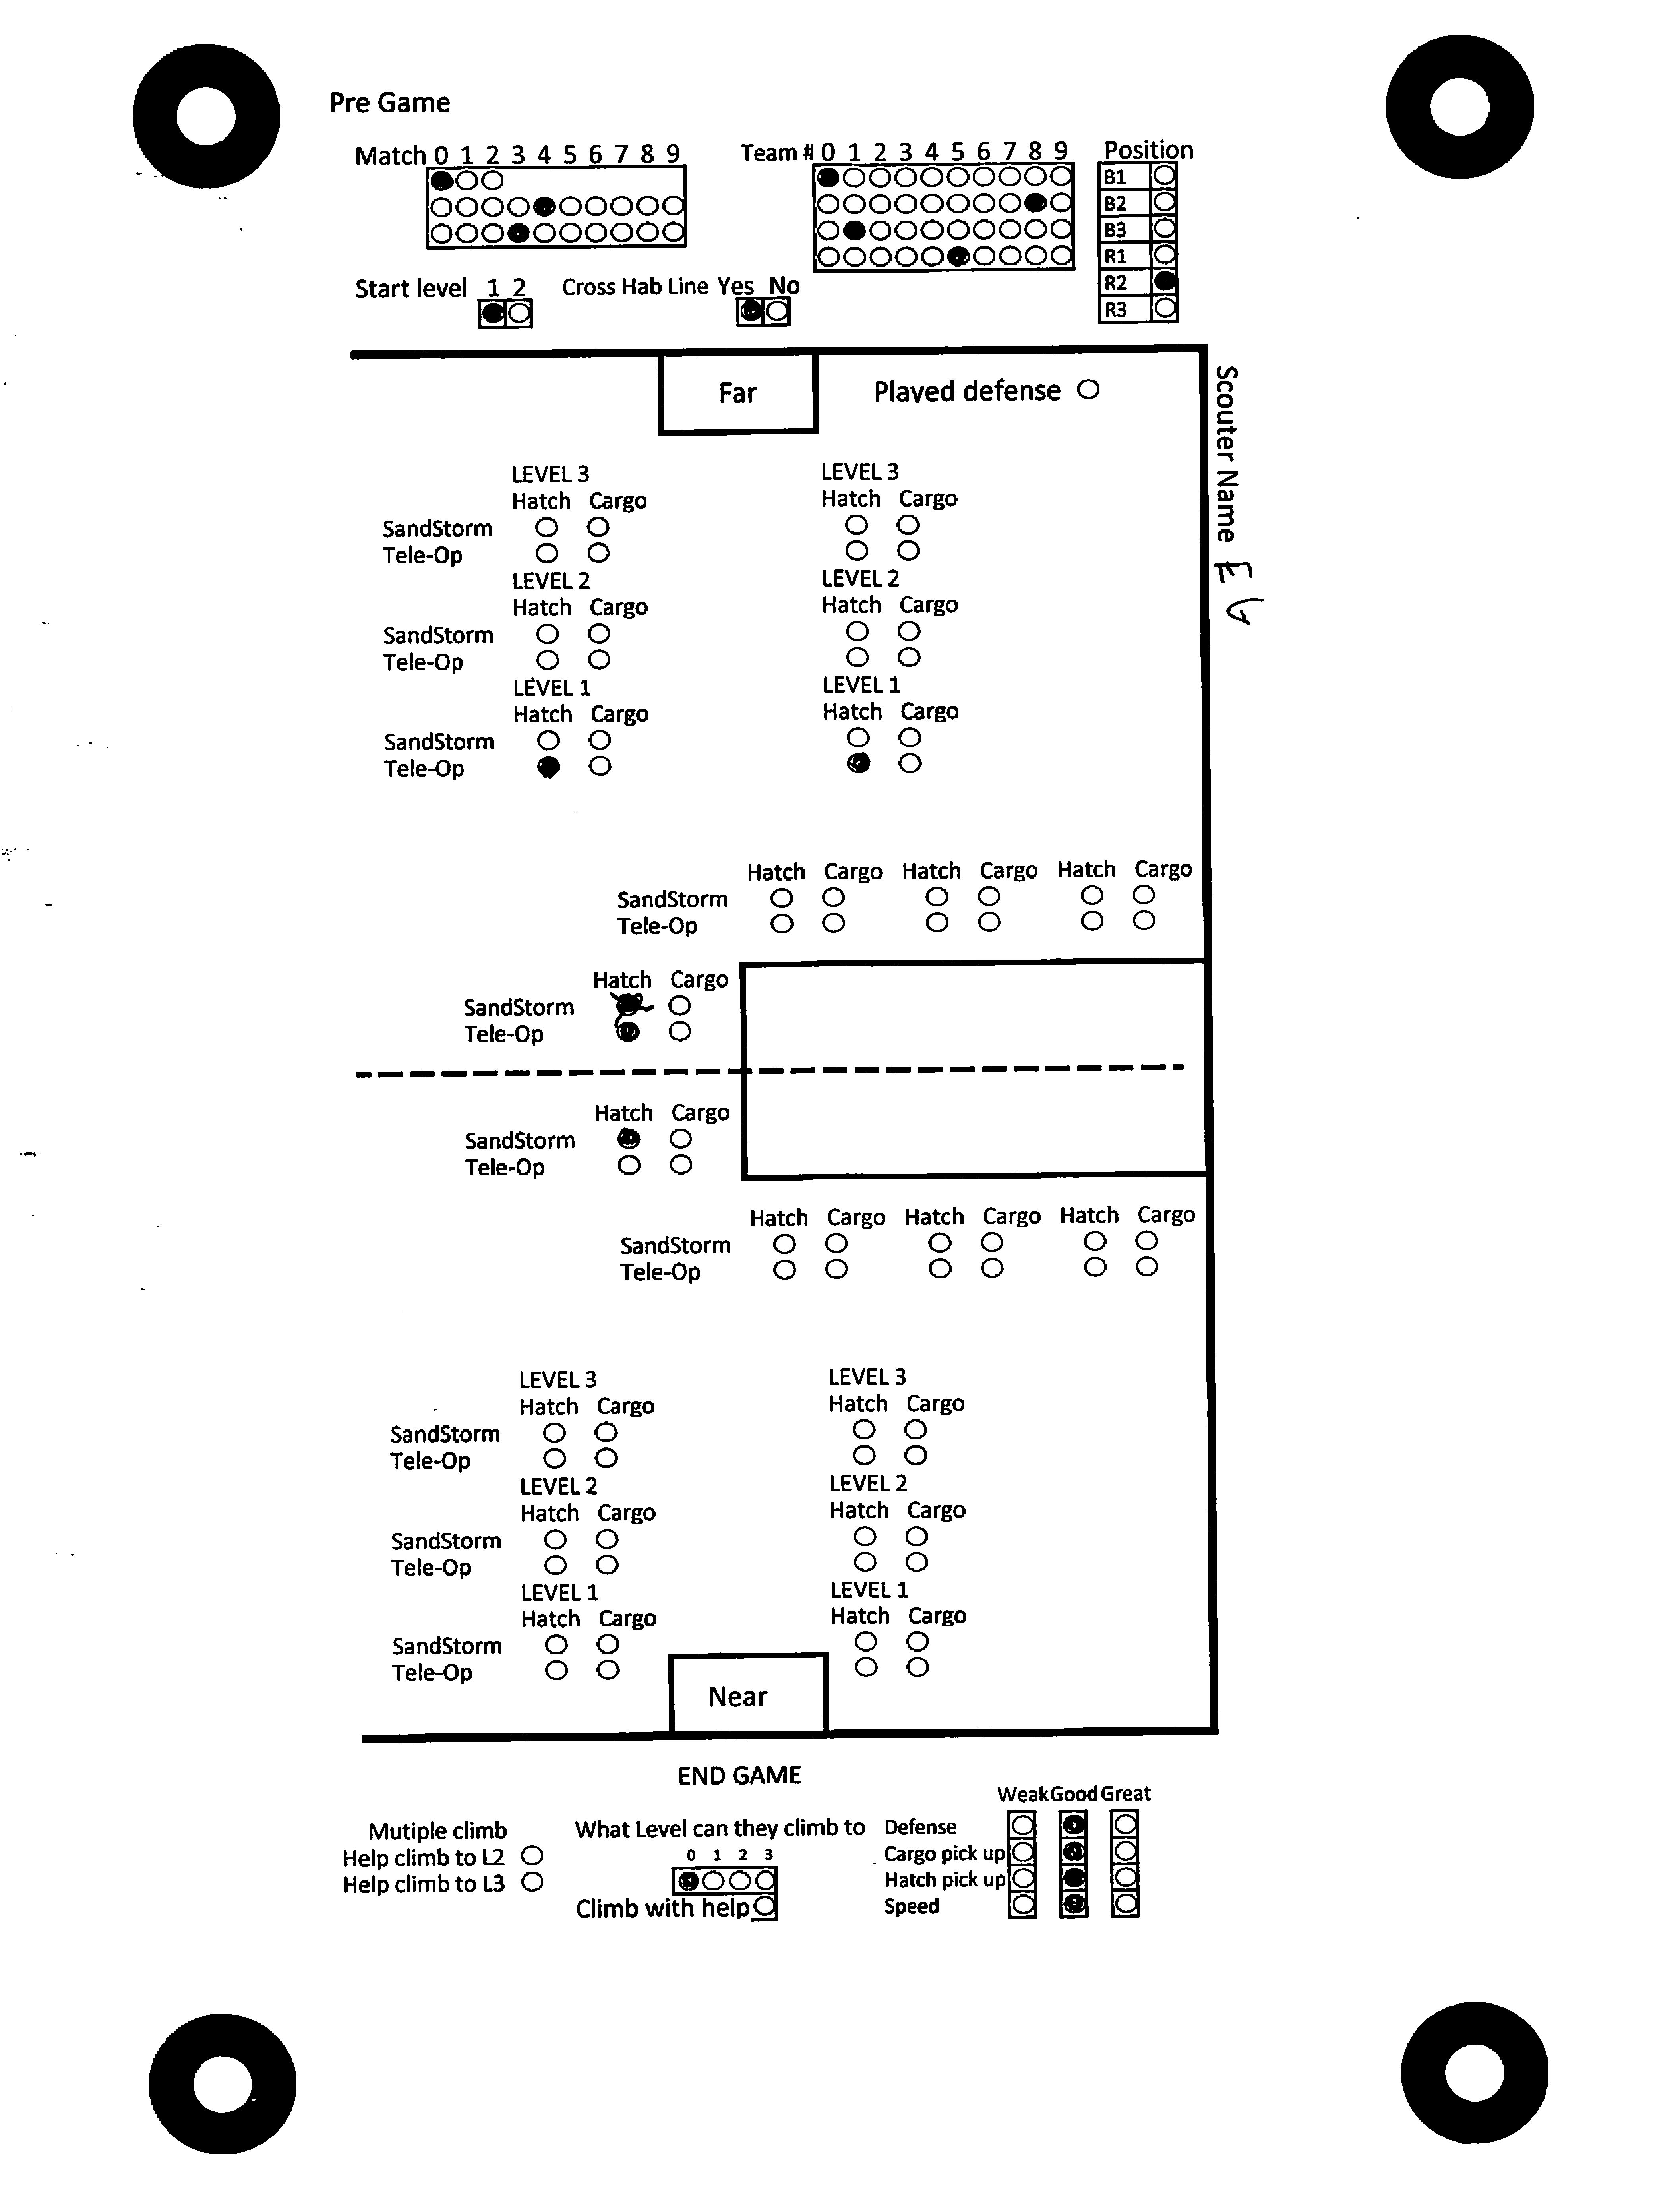 Pre Game
Match 0 1 2 3 4 5 6 7 8 9
Team # 0 1 2 3 4 5 6 7 8 9
Position
B1
B2
B3
R1
R2
R3
Start level 1 2
Cross Hab Line Yes No
Far
Played defense
Scouter Name E G
LEVEL 3 LEVEL 3
Hatch Cargo Hatch Cargo
SandStorm
Tele-Op
LEVEL 2 LEVEL 2
Hatch Cargo Hatch Cargo
SandStorm
Tele-Op
LEVEL 1 LEVEL 1
Hatch Cargo Hatch Cargo
SandStorm
Tele-Op
Hatch Cargo Hatch Cargo Hatch Cargo
SandStorm
Tele-Op
Hatch Cargo
SandStorm
Tele-Op
Hatch Cargo
SandStorm
Tele-Op
Hatch Cargo Hatch Cargo Hatch Cargo
SandStorm
Tele-Op
LEVEL 3 LEVEL 3
Hatch Cargo Hatch Cargo
SandStorm
Tele-Op
LEVEL 2 LEVEL 2
Hatch Cargo Hatch Cargo
SandStorm
Tele-Op
LEVEL 1 LEVEL 1
Hatch Cargo Hatch Cargo
SandStorm
Tele-Op
Near
END GAME
Mutiple climb
Help climb to L2
Help climb to L3
What Level can they climb to
0 1 2 3
Climb with help
Weak Good Great
Defense
Cargo pick up
Hatch pick up
Speed